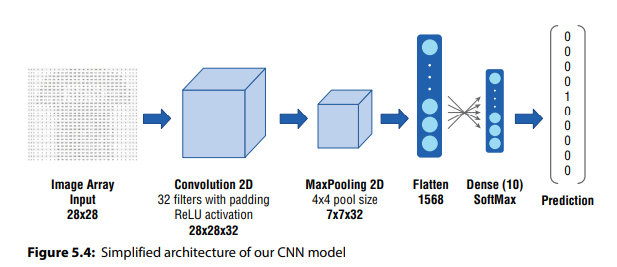 Image Array
Input
28x28
Convolution 2D
32 filters with padding
ReLU activation
28x28x32
MaxPooling 2D
4x4 pool size
7x7x32
Flatten
1568
Dense (10)
SoftMax
0
0
0
0
1
0
0
0
0
0
Prediction
Figure 5.4: Simplified architecture of our CNN model